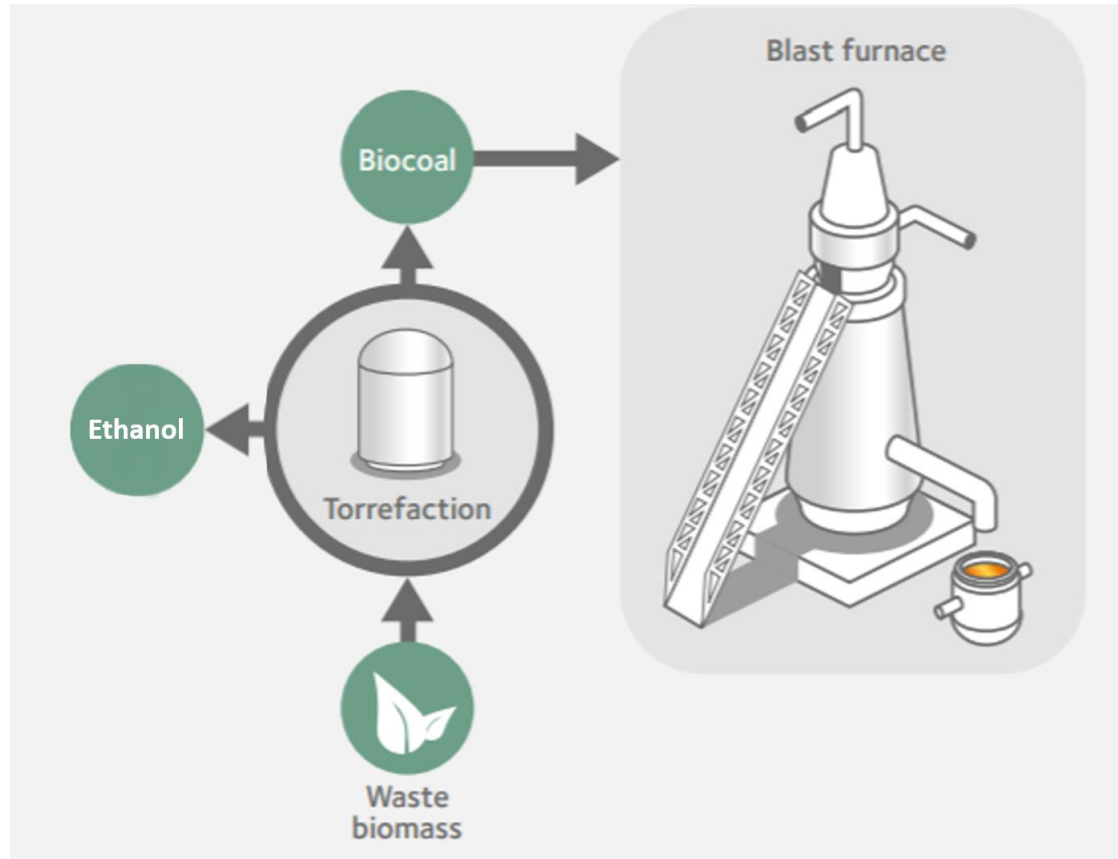 Blast furnace
Biocoal
Ethanol
Torrefaction
Waste
biomass